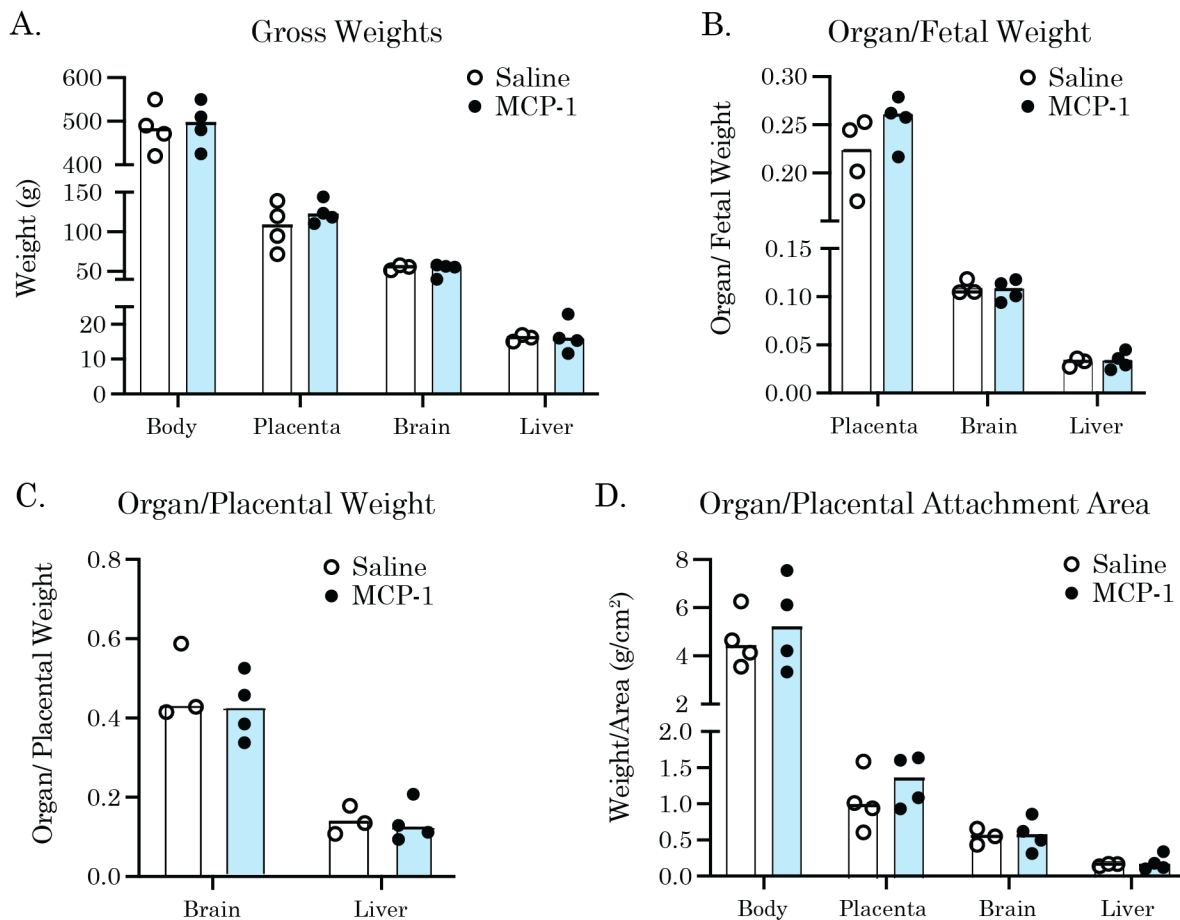 A.
Gross Weights
Saline
MCP-1
Weight (g)
600
500
400
150
100
50
20
10
0
Body
Placenta
Brain
Liver
B.
Organ/Fetal Weight
Saline
MCP-1
Organ/ Fetal Weight
0.30
0.25
0.20
0.15
0.10
0.05
0.00
Placenta
Brain
Liver
C.
Organ/Placental Weight
Saline
MCP-1
Organ/ Placental Weight
0.8
0.6
0.4
0.2
0.0
Brain
Liver
D.
Organ/Placental Attachment Area
Saline
MCP-1
Weight/Area (g/cm²)
8
6
4
2
2.0
1.5
1.0
0.5
0.0
Body
Placenta
Brain
Liver